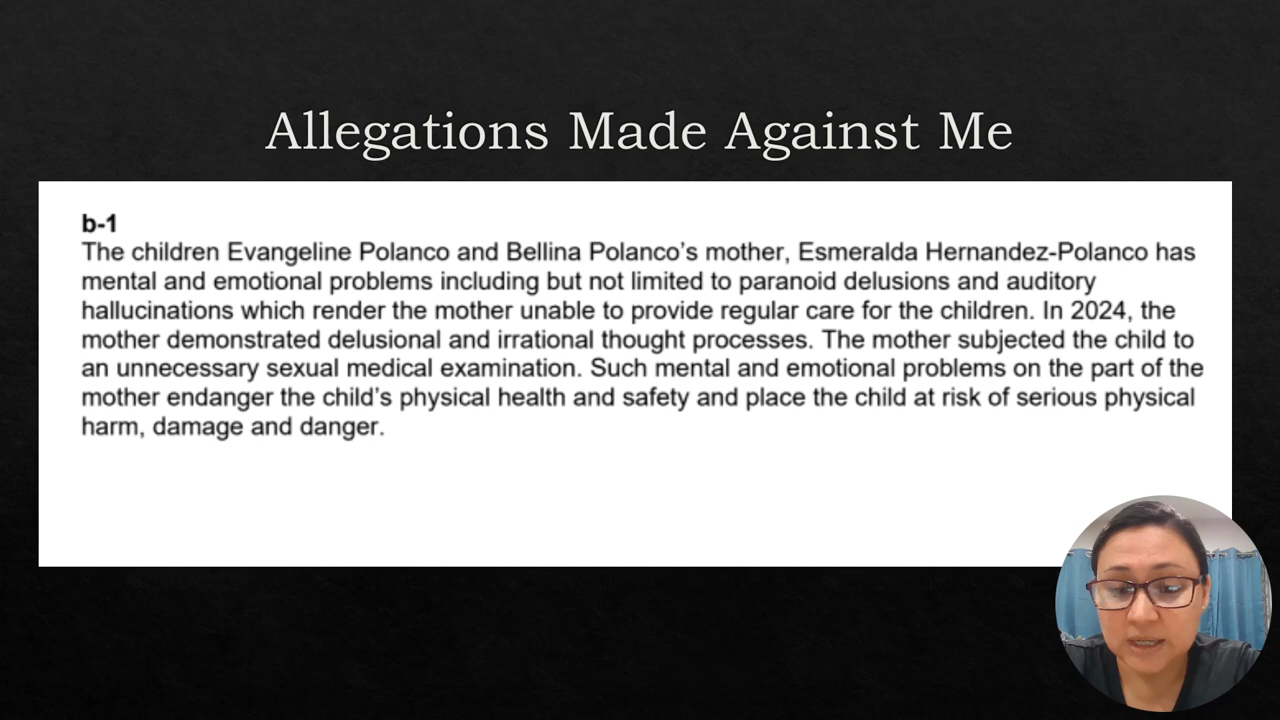 Allegations Made Against Me
b-1
The children Evangeline Polanco and Bellina Polanco's mother, Esmeralda Hernandez-Polanco has
mental and emotional problems including but not limited to paranoid delusions and auditory
hallucinations which render the mother unable to provide regular care for the children. In 2024, the
mother demonstrated delusional and irrational thought processes. The mother subjected the child to
an unnecessary sexual medical examination. Such mental and emotional problems on the part of the
mother endanger the child's physical health and safety and place the child at risk of serious physical
harm, damage and danger.